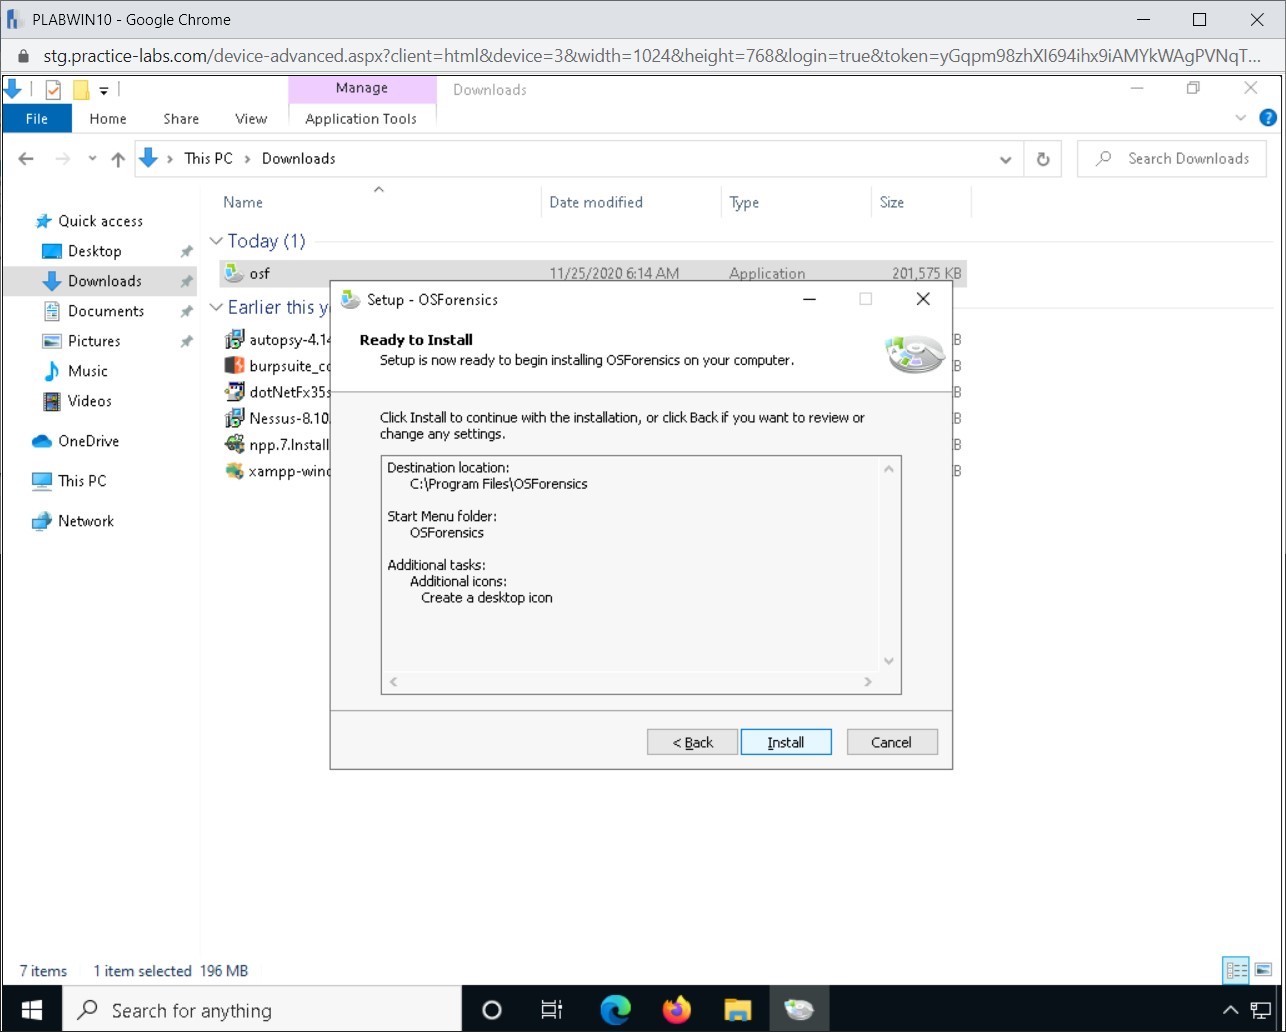 PLABWIN10 - Google Chrome
stg.practice-labs.com/device-advanced.aspx?client=html&device=3&width=1024&height=768&login=true&token=yGqpm98zhXI694ihx9iAMYkWAgPVNqT...
Manage
Downloads
File
Home
Share
View
Application Tools
This PC
Downloads
Search Downloads
Name
Date modified
Type
Size
Quick access
Desktop
Downloads
Documents
Pictures
Music
Videos
OneDrive
This PC
Network
Today (1)
osf
11/25/2020 6:14 AM
Application
201,575 KB
Earlier this y
autopsy-4.14
burpsuite_co
dotNetFx35s
Nessus-8.10.
npp.7.Install
xampp-wind
B
B
B
B
B
B
Setup - OSForensics
Ready to Install
Setup is now ready to begin installing OSForensics on your computer.
Click Install to continue with the installation, or click Back if you want to review or
change any settings.
Destination location:
C:\Program Files\OSForensics
Start Menu folder:
OSForensics
Additional tasks:
Additional icons:
Create a desktop icon
< Back
Install
Cancel
7 items
1 item selected 196 MB
Search for anything